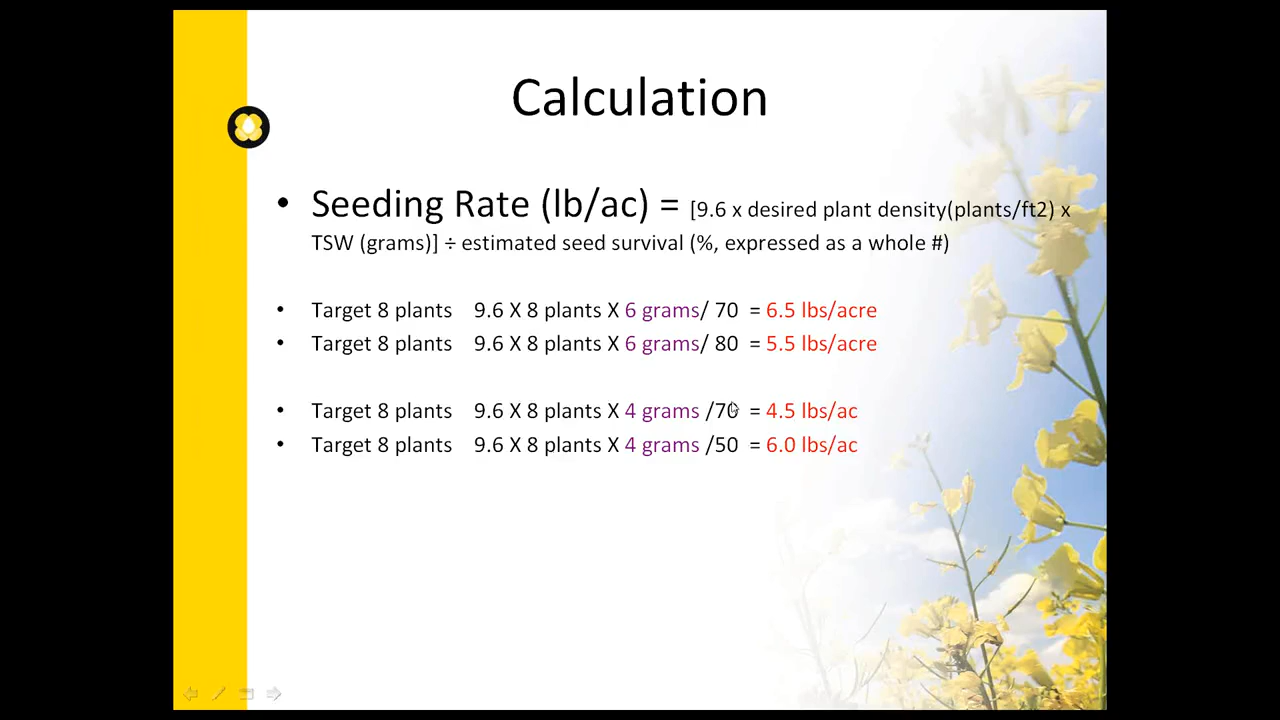 Calculation
• Seeding Rate (lb/ac) = [9.6 x desired plant density(plants/ft2) x
TSW (grams)] ÷ estimated seed survival (%, expressed as a whole #)
• Target 8 plants 9.6 X 8 plants X 6 grams/ 70 = 6.5 lbs/acre
• Target 8 plants 9.6 X 8 plants X 6 grams/ 80 = 5.5 lbs/acre
• Target 8 plants 9.6 X 8 plants X 4 grams /70 = 4.5 lbs/ac
• Target 8 plants 9.6 X 8 plants X 4 grams /50 = 6.0 lbs/ac